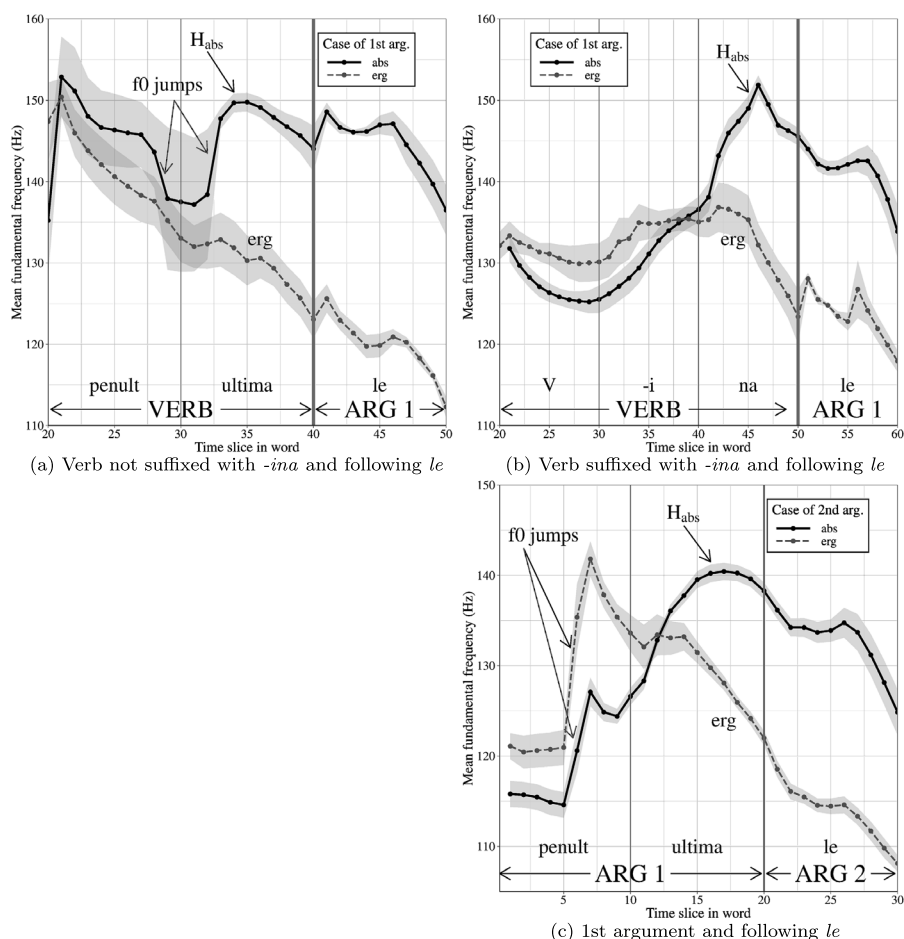 160
150
140
130
120
110
Mean fundamental frequency (Hz)
H_abs
f0 jumps
Case of 1st arg.
abs
erg
erg
penult
ultima
le
VERB
ARG 1
20
25
30
35
40
45
50
Time slice in word
(a) Verb not suffixed with -ina and following le
160
150
140
130
120
110
Mean fundamental frequency (Hz)
Case of 1st arg.
abs
erg
H_abs
erg
V
-i
na
le
VERB
ARG 1
20
25
30
35
40
45
50
55
60
Time slice in word
(b) Verb suffixed with -ina and following le
150
140
130
120
110
Mean fundamental frequency (Hz)
f0 jumps
H_abs
Case of 2nd arg.
abs
erg
erg
penult
ultima
le
ARG 1
ARG 2
5
10
15
20
25
30
Time slice in word
(c) 1st argument and following le